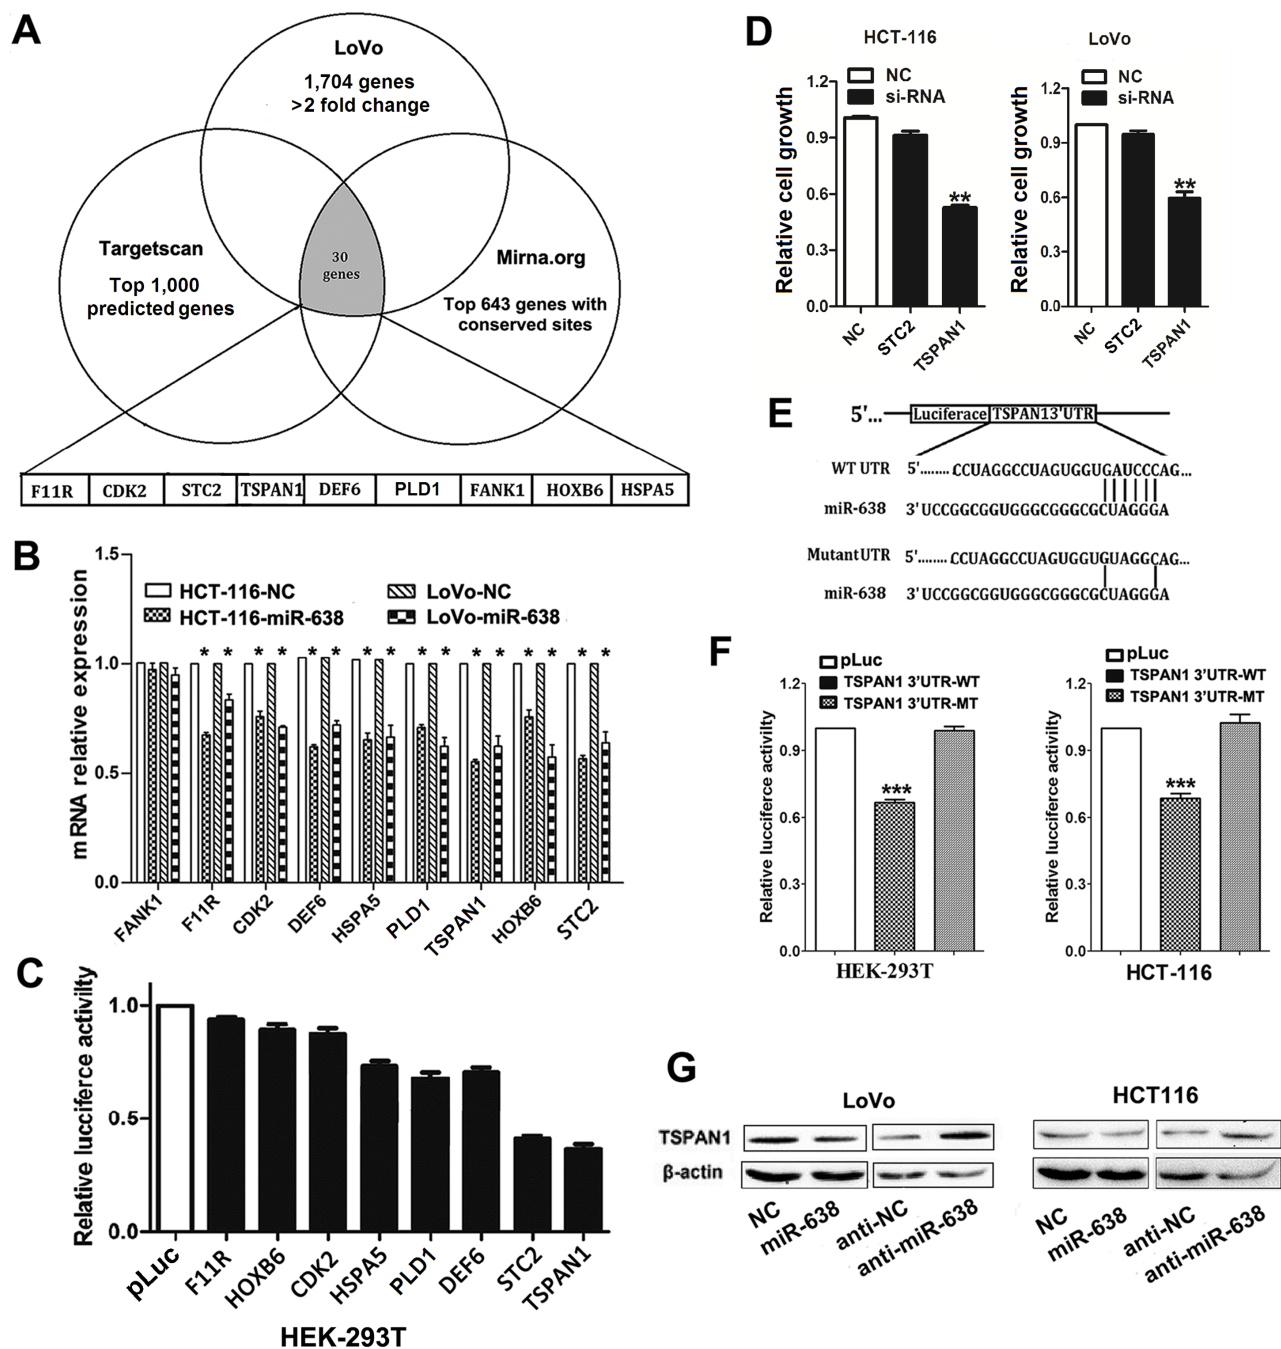 A
LoVo
1,704 genes
>2 fold change
Targetscan
Top 1,000
predicted genes
30
genes
Mirna.org
Top 643 genes with
conserved sites
F11R CDK2 STC2 TSPAN1 DEF6 PLD1 FANK1 HOXB6 HSPA5
B
mRNA relative expression
1.5
1.0
0.5
0.0
HCT-116-NC
HCT-116-miR-638
LoVo-NC
LoVo-miR-638
* * * * * * * * * * * * * * * *
FANK1 F11R CDK2 DEF6 HSPA5 PLD1 TSPAN1 HOXB6 STC2
C
Relative lucciferce activity
1.0
0.5
0.0
pLuc F11R HOXB6 CDK2 HSPA5 PLD1 DEF6 STC2 TSPAN1
HEK-293T
D
HCT-116
NC
si-RNA
Relative cell growth
1.2
0.9
0.6
0.3
0.0
**
NC STC2 TSPAN1
LoVo
NC
si-RNA
Relative cell growth
1.2
0.9
0.6
0.3
0.0
**
NC STC2 TSPAN1
E
5'... Luciferace TSPAN13'UTR
WT UTR 5'........ CCUAGGCCUAGUGGUGAUCCCAG...
miR-638 3'UCCGGCGGUGGGCGGGCGCUAGGGA
MutantUTR 5'........ CCUAGGCCUAGUGGUGUAGGCAG...
miR-638 3'UCCGGCGGUGGGCGGGCGCUAGGGA
F
pLuc
TSPAN1 3'UTR-WT
TSPAN1 3'UTR-MT
Relative lucciferce activity
1.2
0.9
0.6
0.3
0.0
***
HEK-293T
pLuc
TSPAN1 3'UTR-WT
TSPAN1 3'UTR-MT
Relative lucciferce activity
1.2
0.9
0.6
0.3
0.0
***
HCT-116
G
LoVo
HCT116
TSPAN1
β-actin
NC miR-638 anti-NC anti-miR-638
NC miR-638 anti-NC anti-miR-638